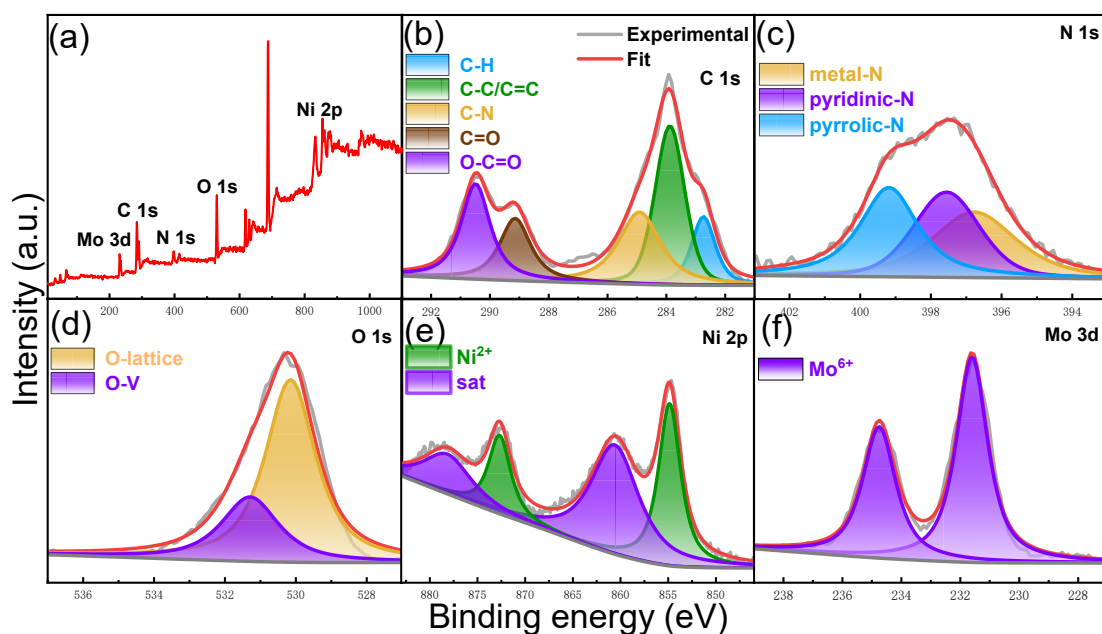 Intensity (a.u.)
(a)
Mo 3d
C 1s
N 1s
O 1s
Ni 2p
0 200 400 600 800 1000
(b)
Experimental
Fit
C 1s
C-H
C-C/C=C
C-N
C=O
O-C=O
292 290 288 286 284 282
(c)
N 1s
metal-N
pyridinic-N
pyrrolic-N
402 400 398 396 394
(d)
O 1s
O-lattice
O-V
536 534 532 530 528
(e)
Ni 2p
Ni²⁺
sat
880 875 870 865 860 855 850
(f)
Mo 3d
Mo⁶⁺
238 236 234 232 230 228
Binding energy (eV)